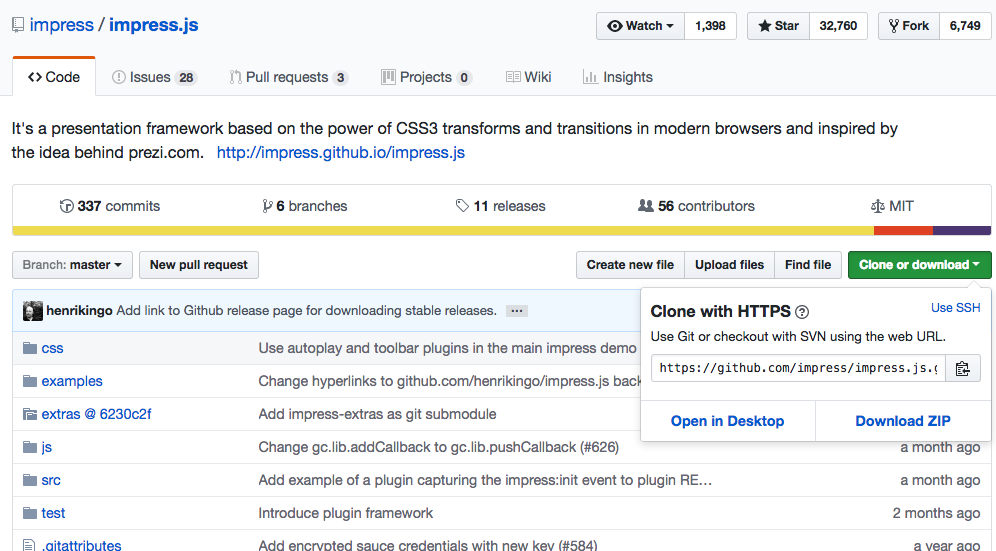 impress / impress.js
Watch 1,398 Star 32,760 Fork 6,749
Code Issues 28 Pull requests 3 Projects 0 Wiki Insights
It's a presentation framework based on the power of CSS3 transforms and transitions in modern browsers and inspired by
the idea behind prezi.com. http://impress.github.io/impress.js
337 commits 6 branches 11 releases 56 contributors MIT
Branch: master New pull request Create new file Upload files Find file Clone or download
henrikingo Add link to Github release page for downloading stable releases. ...
Clone with HTTPS ? Use SSH
Use Git or checkout with SVN using the web URL.
https://github.com/impress/impress.js.g
Open in Desktop Download ZIP
css Use autoplay and toolbar plugins in the main impress demo
examples Change hyperlinks to github.com/henrikingo/impress.js back
extras @ 6230c2f Add impress-extras as git submodule
js Change gc.lib.addCallback to gc.lib.pushCallback (#626) a month ago
src Add example of a plugin capturing the impress:init event to plugin RE… a month ago
test Introduce plugin framework 2 months ago
.gitattributes Add encrypted sauce credentials with new key (#584) a year ago